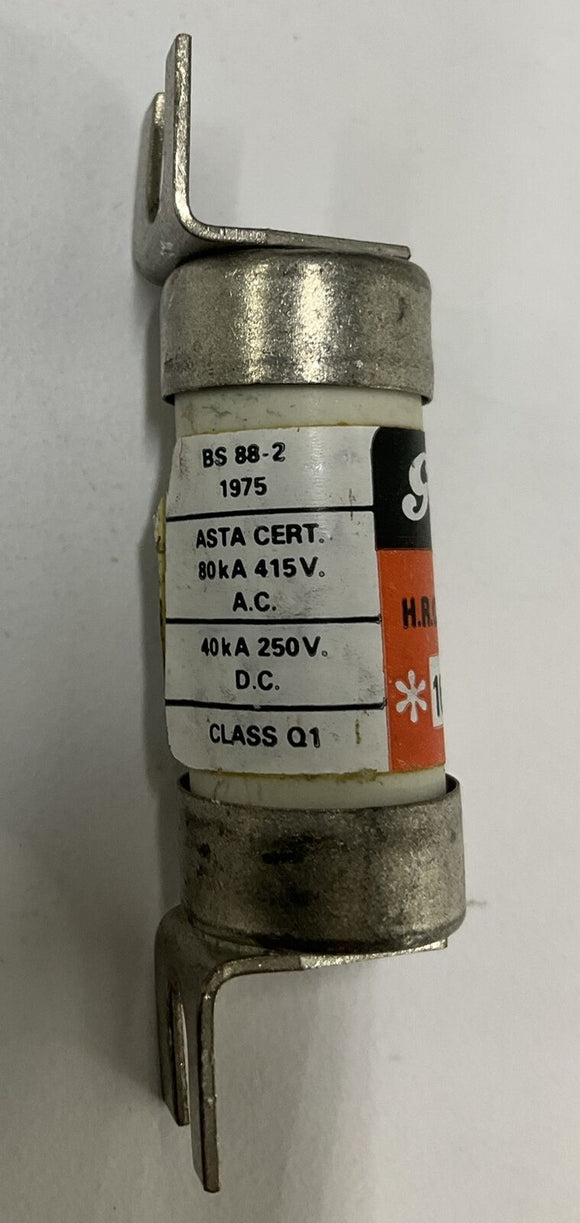 BS 88-2
1975
ASTA CERT.
80kA 415V.
A.C.
40kA 250V.
D.C.
CLASS Q1
H.R.
*